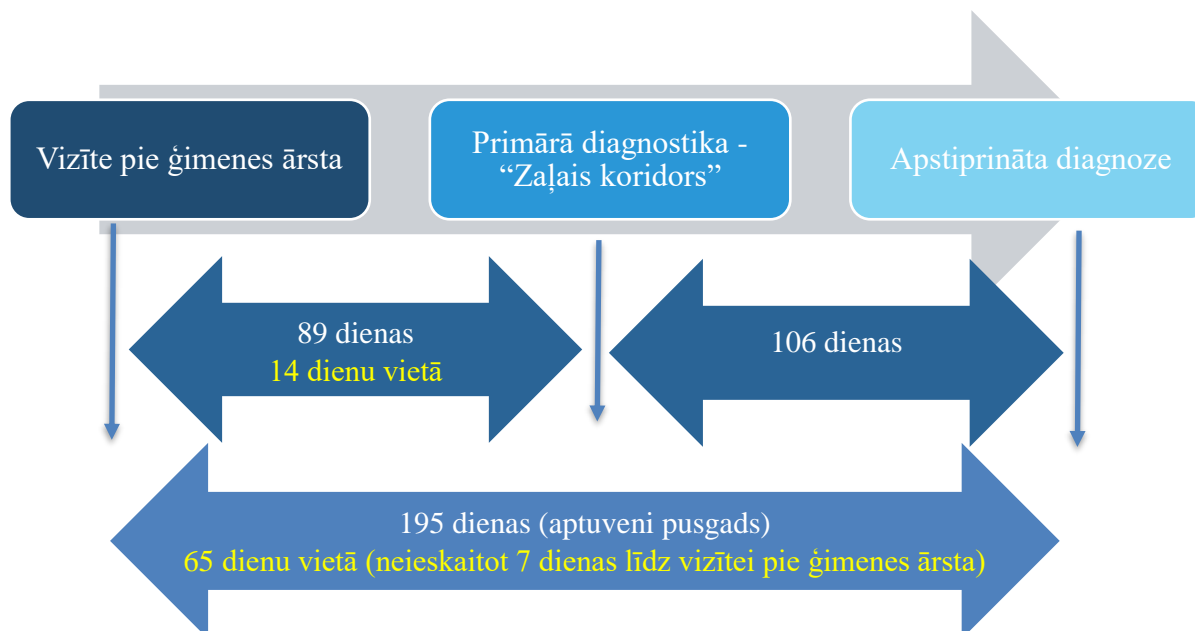 Vizīte pie ģimenes ārsta
Primārā diagnostika -
“Zaļais koridors”
Apstiprināta diagnoze
89 dienas
14 dienu vietā
106 dienas
195 dienas (aptuveni pusgads)
65 dienu vietā (neieskaitot 7 dienas līdz vizītei pie ģimenes ārsta)